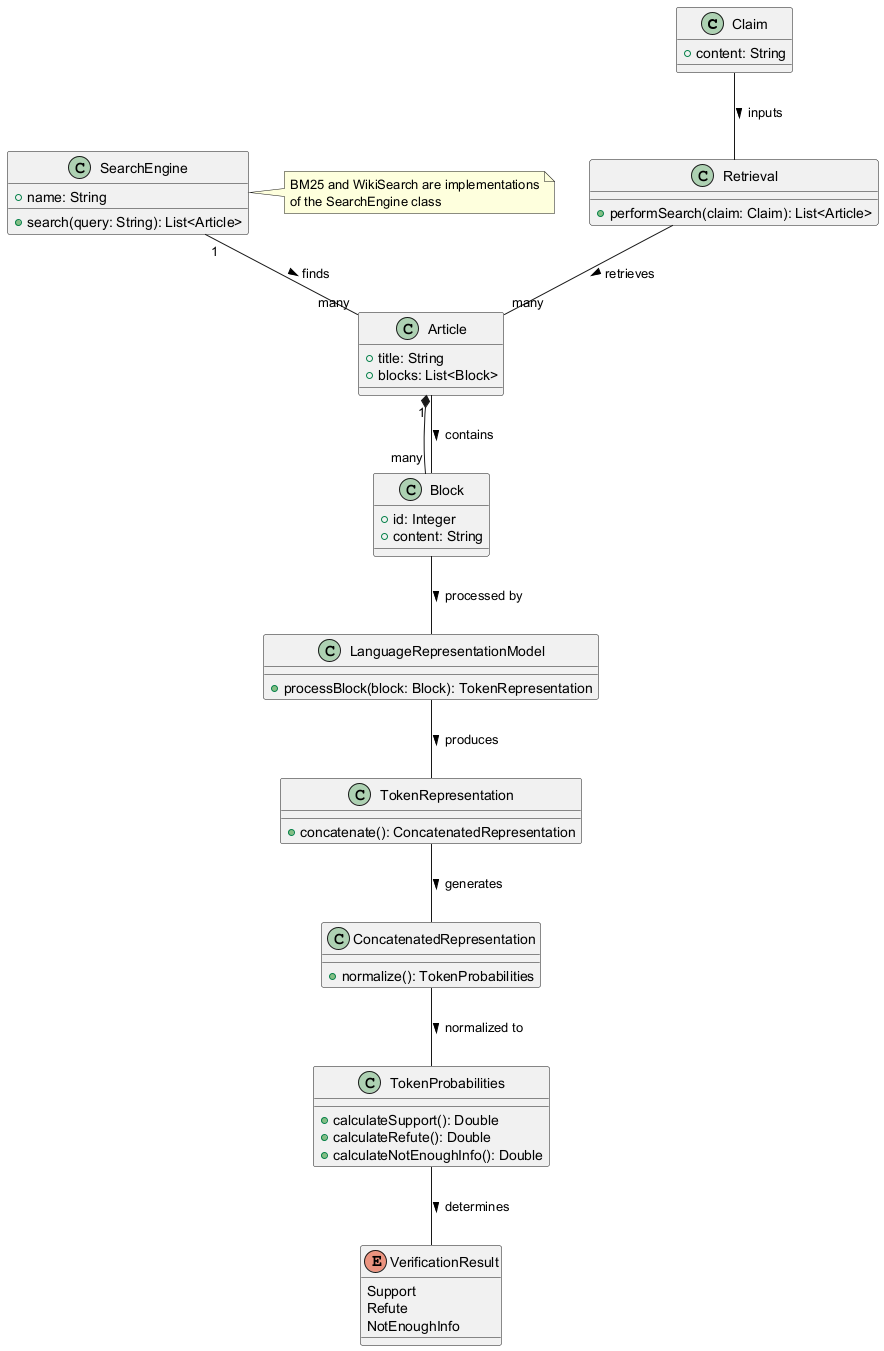 C Claim
content: String
inputs
C SearchEngine
name: String
search(query: String): List<Article>
BM25 and WikiSearch are implementations
of the SearchEngine class
C Retrieval
performSearch(claim: Claim): List<Article>
1
finds
many
retrieves
many
C Article
title: String
blocks: List<Block>
1
contains
many
C Block
id: Integer
content: String
processed by
C LanguageRepresentationModel
processBlock(block: Block): TokenRepresentation
produces
C TokenRepresentation
concatenate(): ConcatenatedRepresentation
generates
C ConcatenatedRepresentation
normalize(): TokenProbabilities
normalized to
C TokenProbabilities
calculateSupport(): Double
calculateRefute(): Double
calculateNotEnoughInfo(): Double
determines
E VerificationResult
Support
Refute
NotEnoughInfo